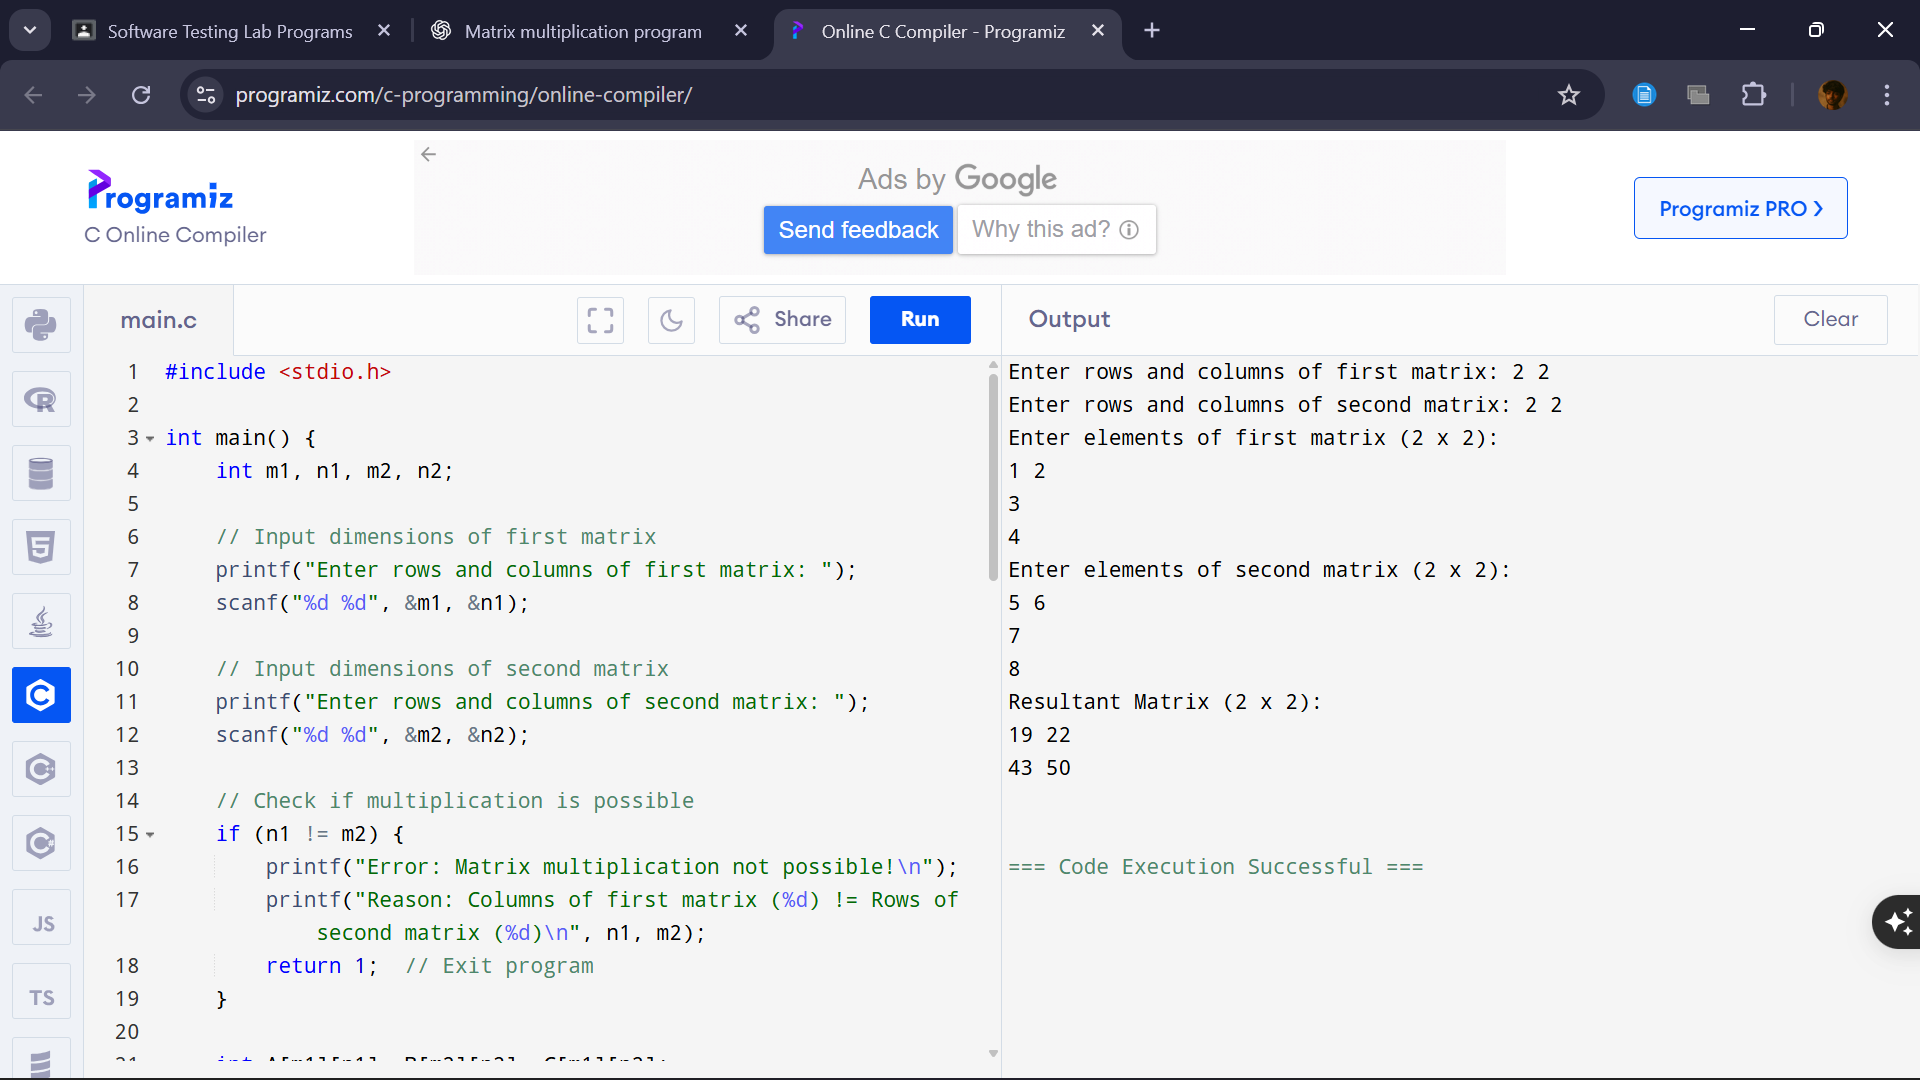 Software Testing Lab Programs
Matrix multiplication program
Online C Compiler - Programiz
programiz.com/c-programming/online-compiler/
Programiz
C Online Compiler
Ads by Google
Send feedback
Why this ad?
Programiz PRO
main.c
Share
Run
Output
Clear
1 #include <stdio.h>
2
3 int main() {
4 int m1, n1, m2, n2;
5
6 // Input dimensions of first matrix
7 printf("Enter rows and columns of first matrix: ");
8 scanf("%d %d", &m1, &n1);
9
10 // Input dimensions of second matrix
11 printf("Enter rows and columns of second matrix: ");
12 scanf("%d %d", &m2, &n2);
13
14 // Check if multiplication is possible
15 if (n1 != m2) {
16 printf("Error: Matrix multiplication not possible!\n");
17 printf("Reason: Columns of first matrix (%d) != Rows of
second matrix (%d)\n", n1, m2);
18 return 1; // Exit program
19 }
20
21 int A[m1][n1], B[m2][n2], C[m1][n2];
Enter rows and columns of first matrix: 2 2
Enter rows and columns of second matrix: 2 2
Enter elements of first matrix (2 x 2):
1 2
3
4
Enter elements of second matrix (2 x 2):
5 6
7
8
Resultant Matrix (2 x 2):
19 22
43 50
=== Code Execution Successful ===
JS
TS